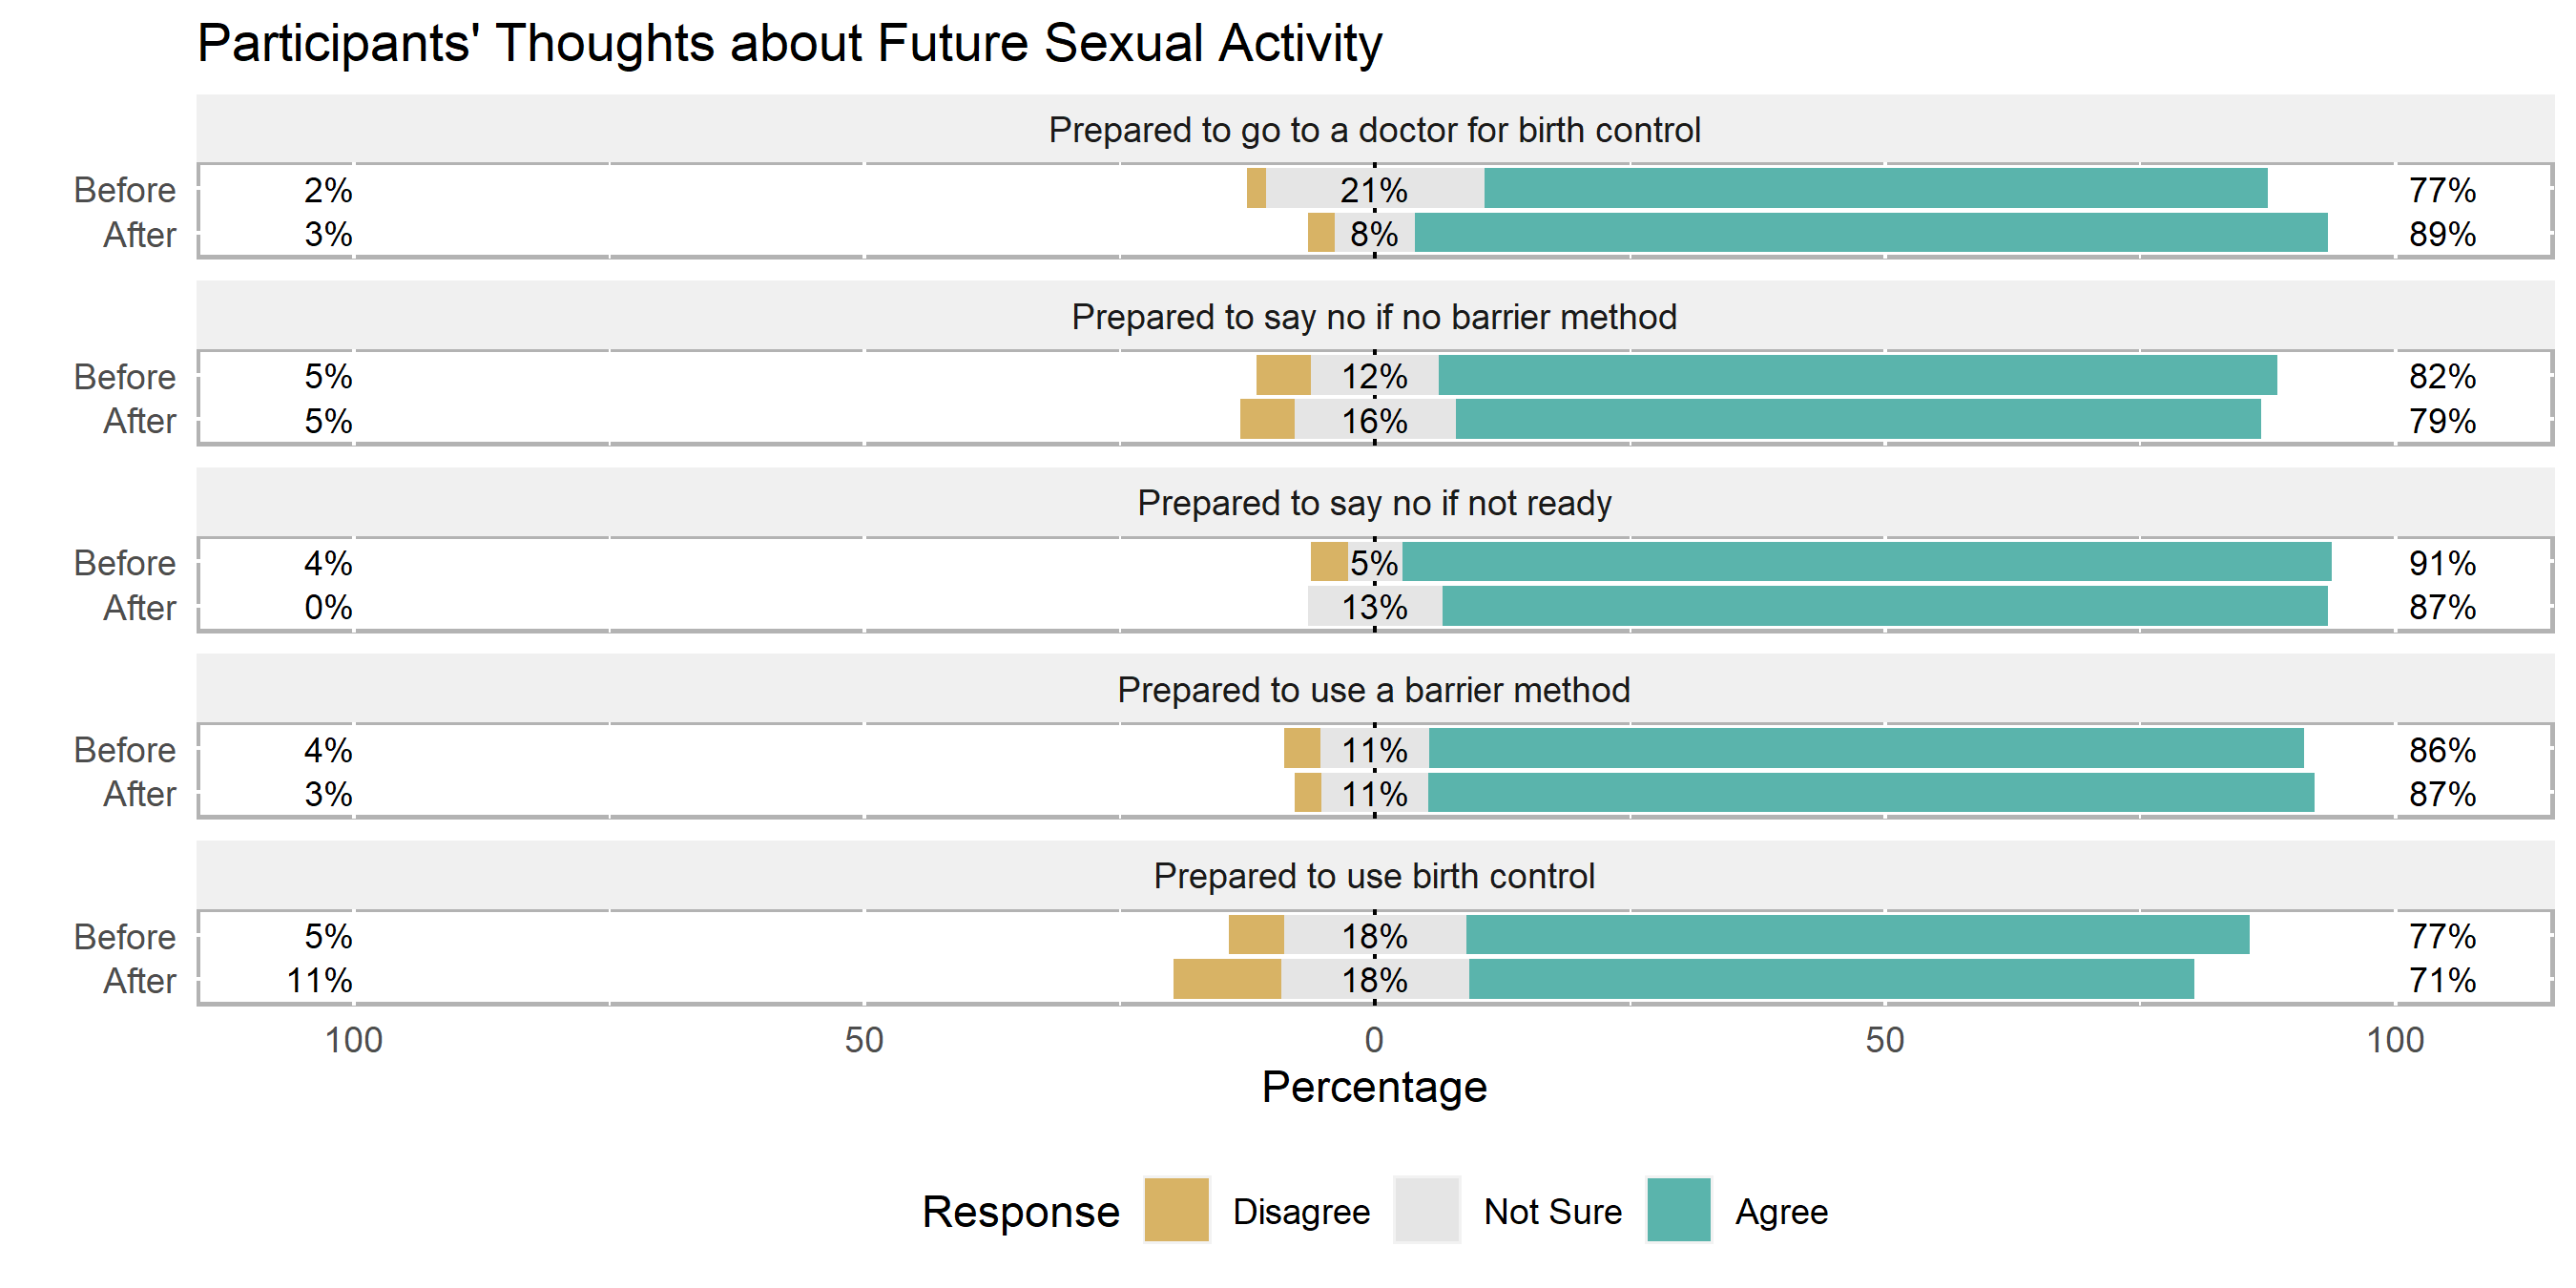 Participants' Thoughts about Future Sexual Activity
Prepared to go to a doctor for birth control
Before 2% 21% 77%
After 3% 8% 89%
Prepared to say no if no barrier method
Before 5% 12% 82%
After 5% 16% 79%
Prepared to say no if not ready
Before 4% 5% 91%
After 0% 13% 87%
Prepared to use a barrier method
Before 4% 11% 86%
After 3% 11% 87%
Prepared to use birth control
Before 5% 18% 77%
After 11% 18% 71%
100 50 0 50 100
Percentage
Response Disagree Not Sure Agree